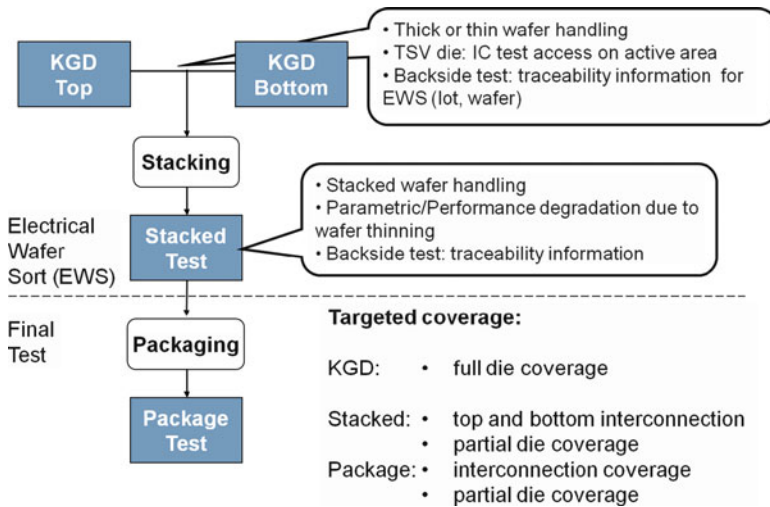 KGD
Top
KGD
Bottom
• Thick or thin wafer handling
• TSV die: IC test access on active area
• Backside test: traceability information for
EWS (lot, wafer)
Stacking
• Stacked wafer handling
• Parametric/Performance degradation due to
wafer thinning
• Backside test: traceability information
Electrical
Wafer
Sort (EWS)
Stacked
Test
Final
Test
Packaging
Package
Test
Targeted coverage:
KGD: • full die coverage
Stacked: • top and bottom interconnection
• partial die coverage
Package: • interconnection coverage
• partial die coverage